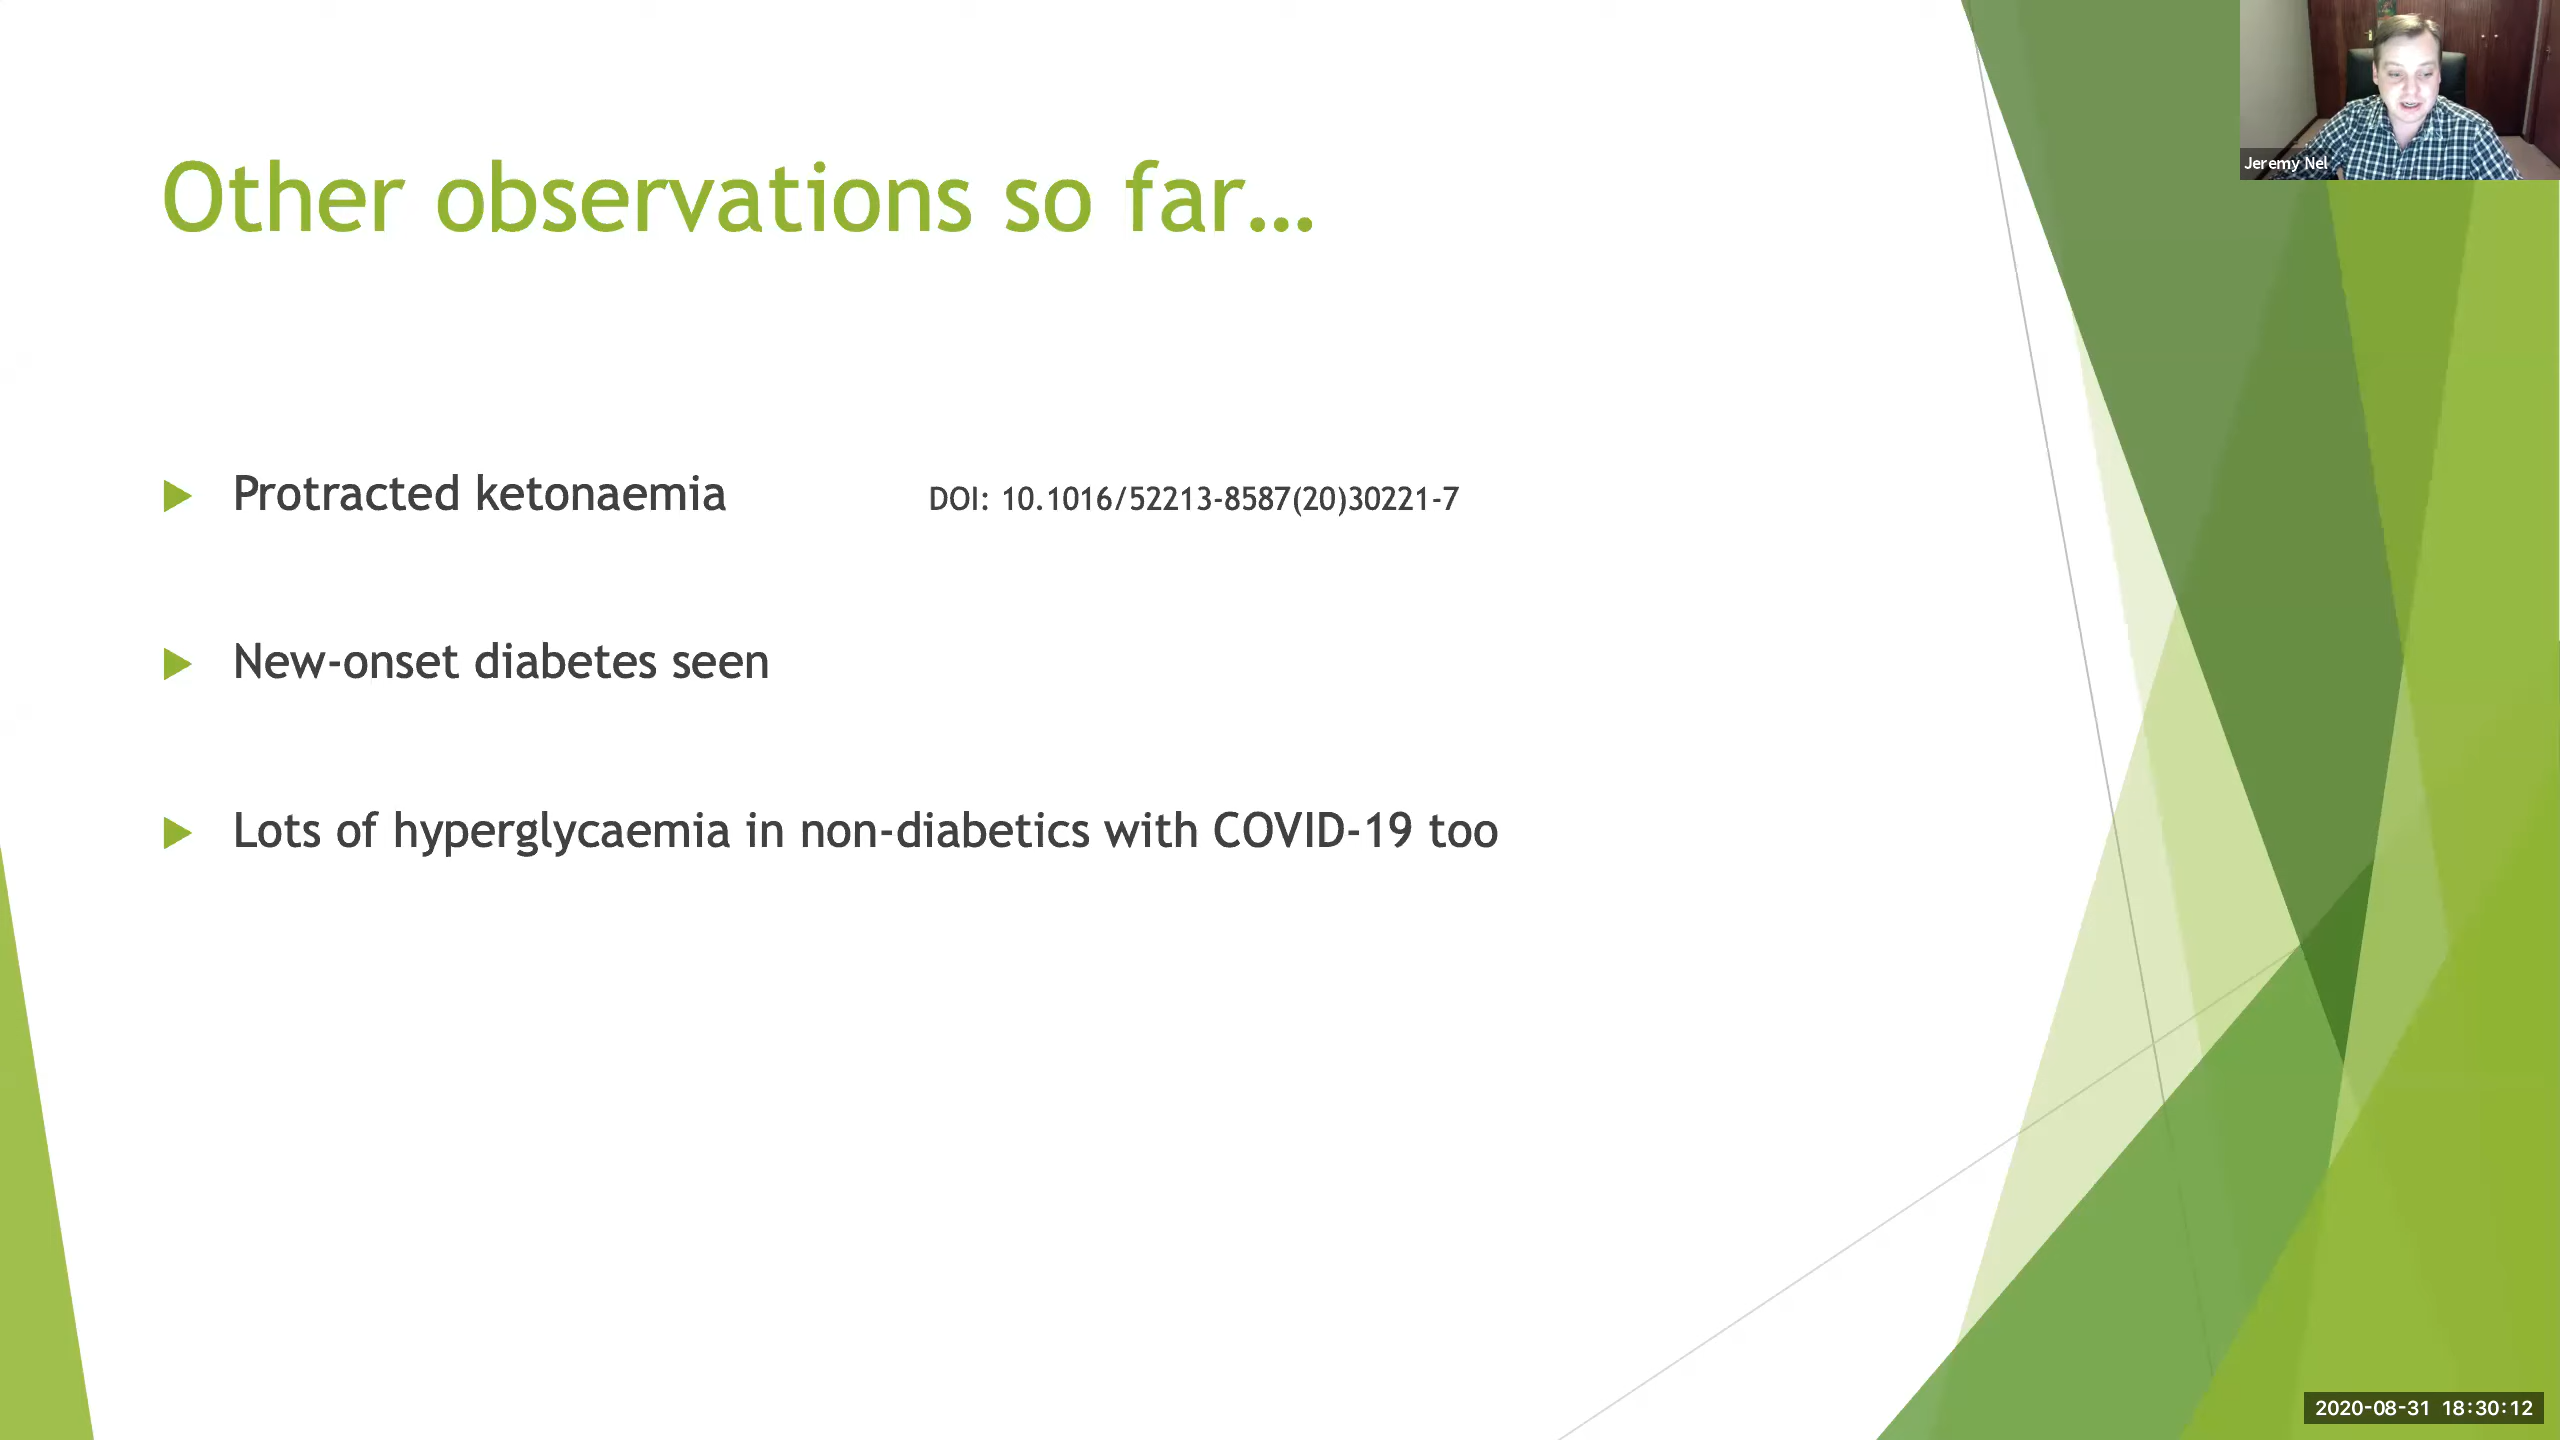 Jeremy Nel
Other observations so far…
Protracted ketonaemia DOI: 10.1016/52213-8587(20)30221-7
New-onset diabetes seen
Lots of hyperglycaemia in non-diabetics with COVID-19 too
2020-08-31 18:30:12